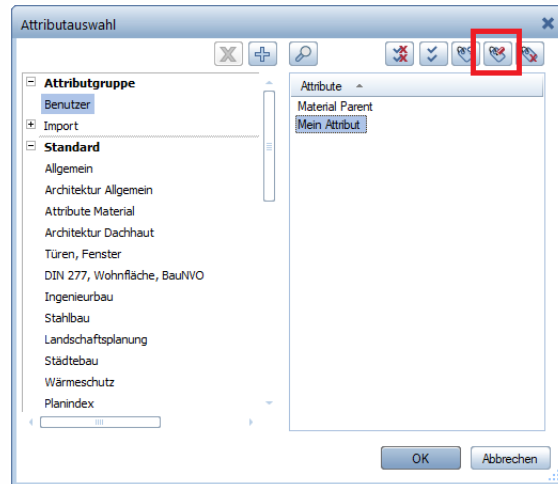 Attributauswahl
Attributgruppe
Benutzer
Import
Standard
Allgemein
Architektur Allgemein
Attribute Material
Architektur Dachhaut
Türen, Fenster
DIN 277, Wohnfläche, BauNVO
Ingenieurbau
Stahlbau
Landschaftsplanung
Städtebau
Wärmeschutz
Planindex
Attribute
Material Parent
Mein Attribut
OK
Abbrechen